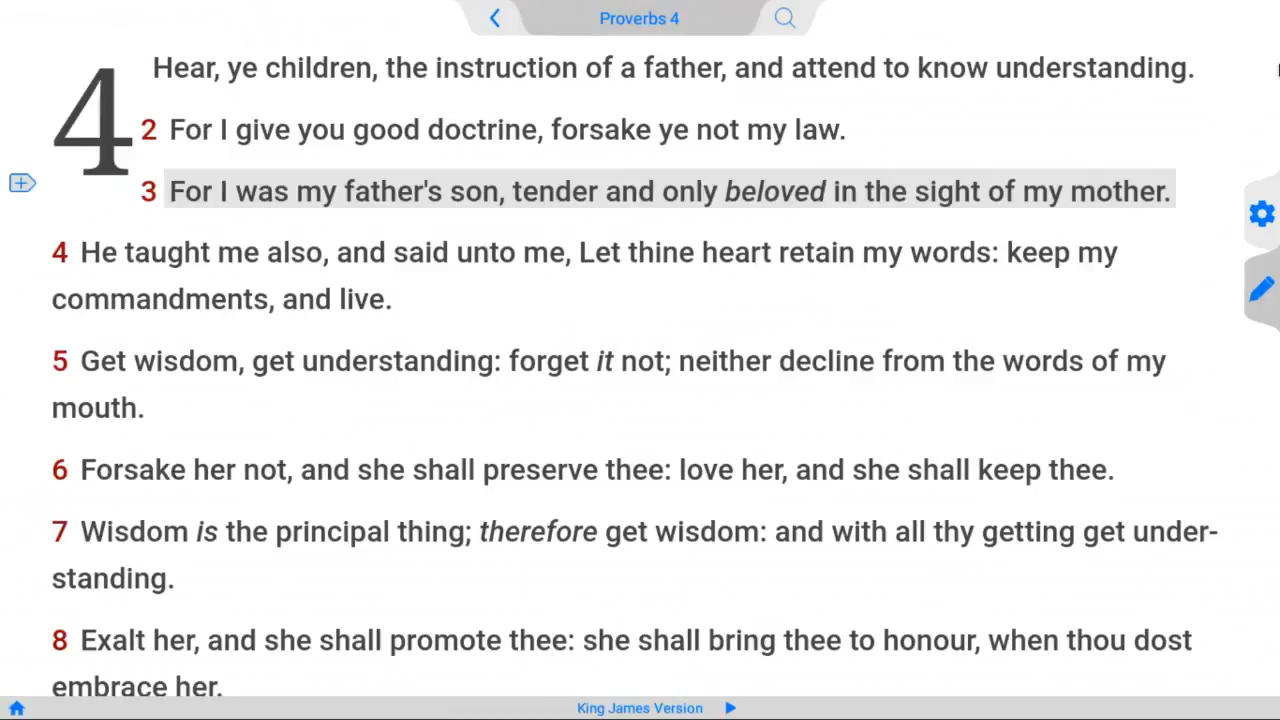 Proverbs 4
4 Hear, ye children, the instruction of a father, and attend to know understanding.
2 For I give you good doctrine, forsake ye not my law.
3 For I was my father's son, tender and only beloved in the sight of my mother.
4 He taught me also, and said unto me, Let thine heart retain my words: keep my
commandments, and live.
5 Get wisdom, get understanding: forget it not; neither decline from the words of my
mouth.
6 Forsake her not, and she shall preserve thee: love her, and she shall keep thee.
7 Wisdom is the principal thing; therefore get wisdom: and with all thy getting get under-
standing.
8 Exalt her, and she shall promote thee: she shall bring thee to honour, when thou dost
embrace her.
King James Version